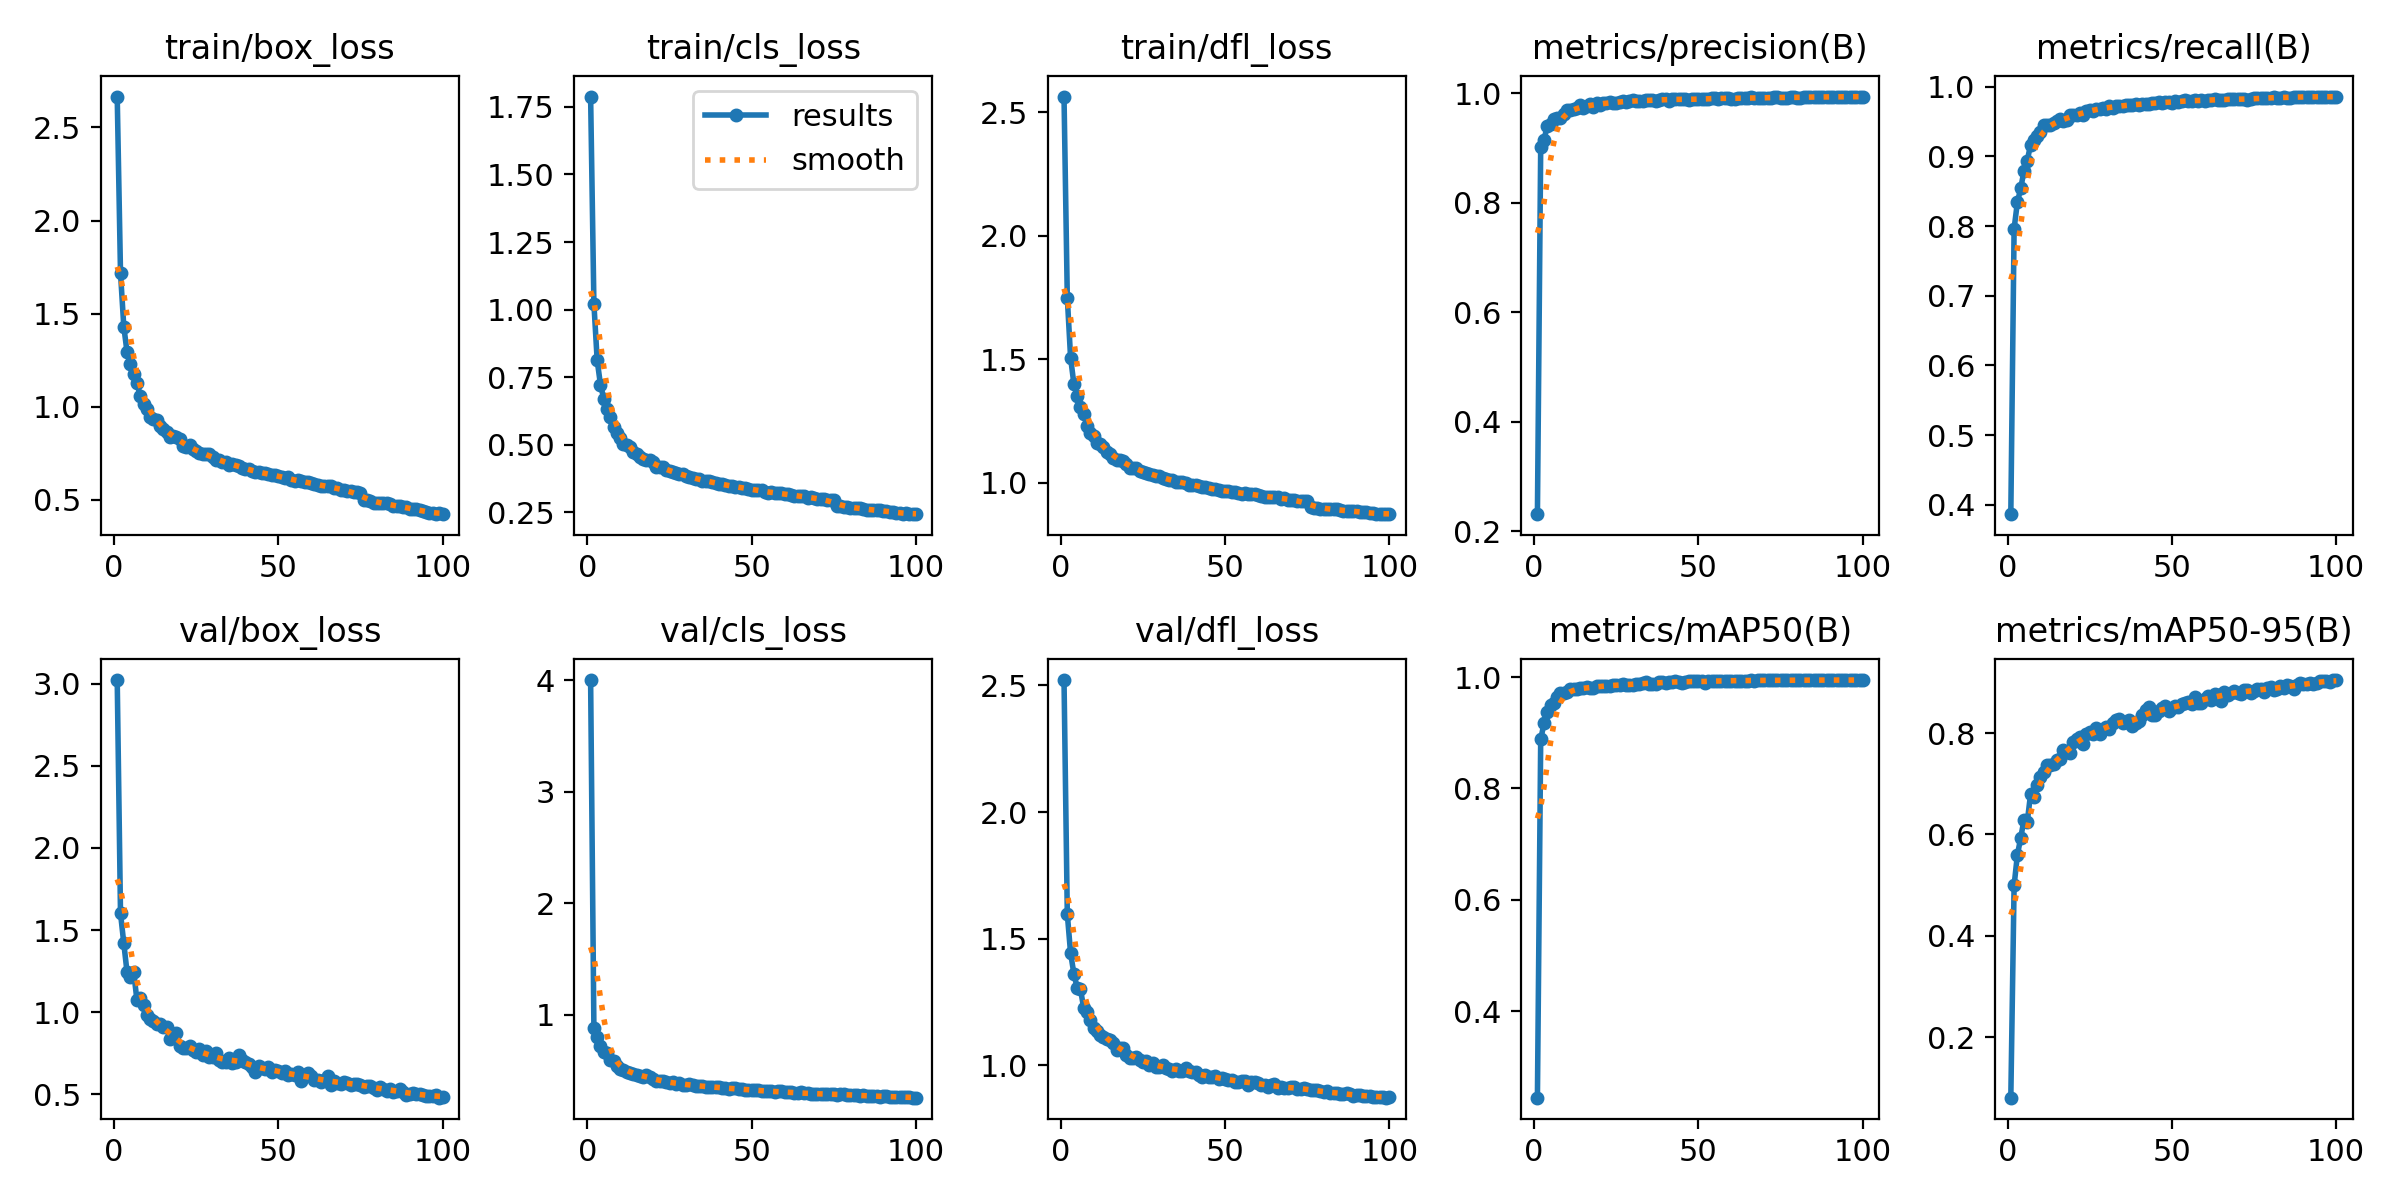 train/box_loss
2.5
2.0
1.5
1.0
0.5
0 50 100
train/cls_loss
results
smooth
1.75
1.50
1.25
1.00
0.75
0.50
0.25
0 50 100
train/dfl_loss
2.5
2.0
1.5
1.0
0 50 100
metrics/precision(B)
1.0
0.8
0.6
0.4
0.2
0 50 100
metrics/recall(B)
1.0
0.9
0.8
0.7
0.6
0.5
0.4
0 50 100
val/box_loss
3.0
2.5
2.0
1.5
1.0
0.5
0 50 100
val/cls_loss
4
3
2
1
0 50 100
val/dfl_loss
2.5
2.0
1.5
1.0
0 50 100
metrics/mAP50(B)
1.0
0.8
0.6
0.4
0 50 100
metrics/mAP50-95(B)
0.8
0.6
0.4
0.2
0 50 100